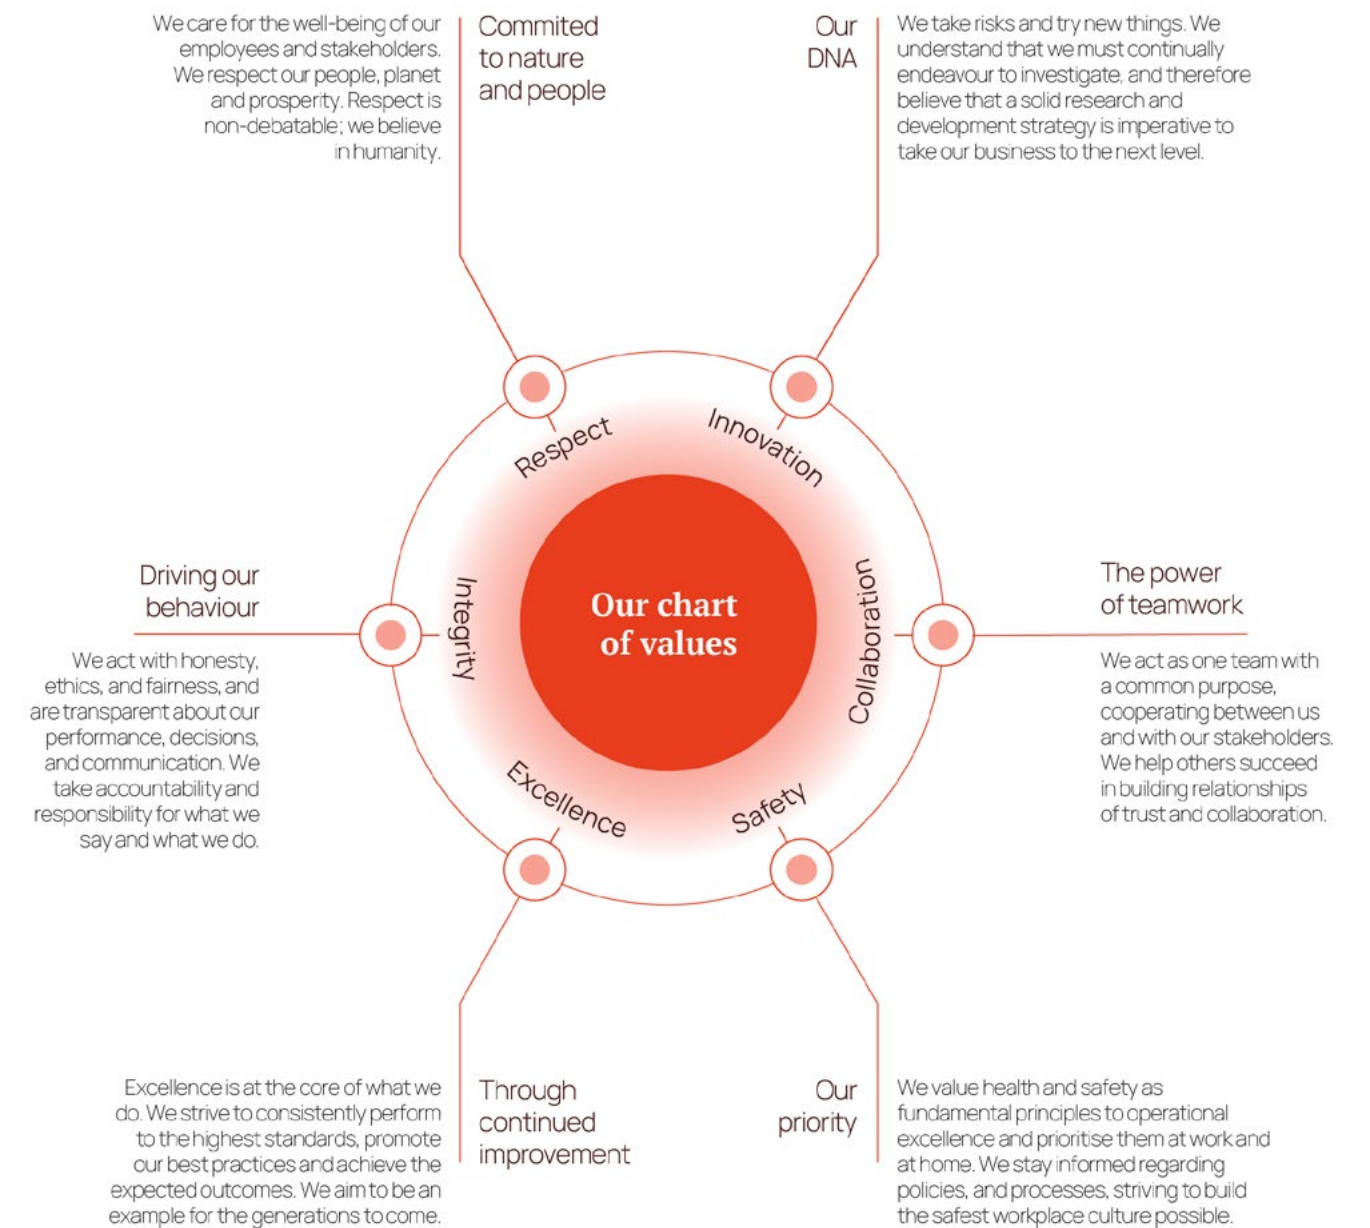 We care for the well-being of our
employees and stakeholders.
We respect our people, planet
and prosperity. Respect is
non-debatable; we believe
in humanity.
Commited
to nature
and people
Our
DNA
We take risks and try new things. We
understand that we must continually
endeavour to investigate, and therefore
believe that a solid research and
development strategy is imperative to
take our business to the next level.
Respect
Innovation
Driving our
behaviour
We act with honesty,
ethics, and fairness, and
are transparent about our
performance, decisions,
and communication. We
take accountability and
responsibility for what we
say and what we do.
Integrity
Our chart
of values
Collaboration
The power
of teamwork
We act as one team with
a common purpose,
cooperating between us
and with our stakeholders.
We help others succeed
in building relationships
of trust and collaboration.
Excellence
Safety
Excellence is at the core of what we
do. We strive to consistently perform
to the highest standards, promote
our best practices and achieve the
expected outcomes. We aim to be an
example for the generations to come.
Through
continued
improvement
Our
priority
We value health and safety as
fundamental principles to operational
excellence and prioritise them at work and
at home. We stay informed regarding
policies, and processes, striving to build
the safest workplace culture possible.